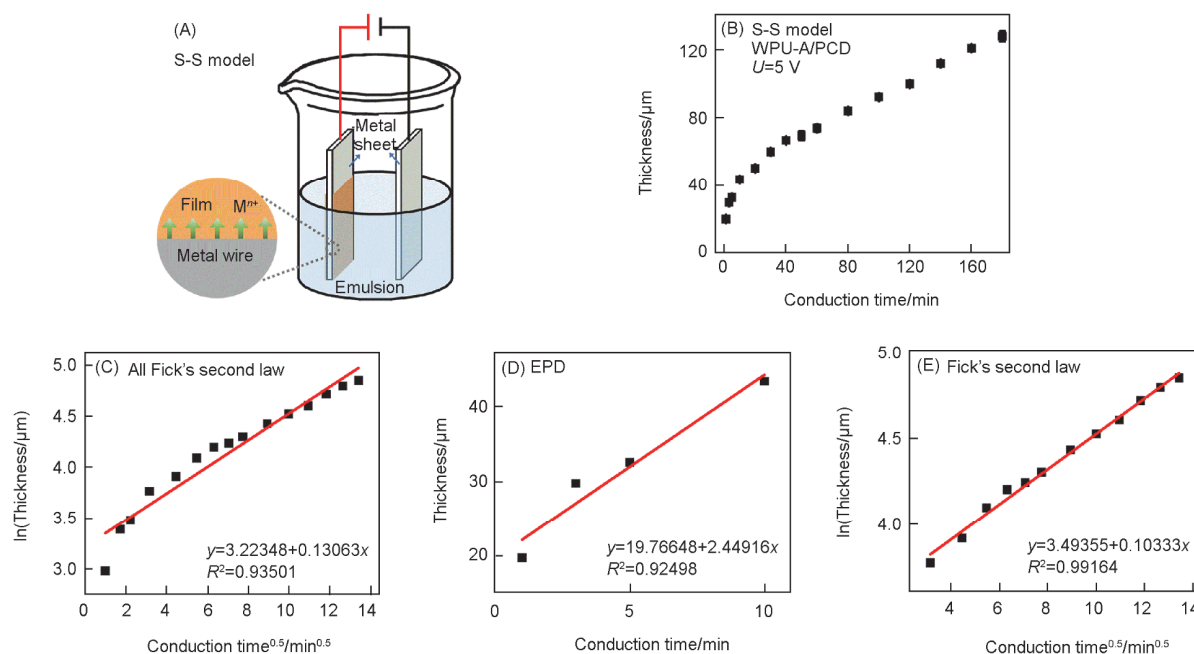 (A)
S-S model
Metal
sheet
Film
Mⁿ⁺
Metal wire
Emulsion
(B)
S-S model
WPU-A/PCD
U=5 V
Thickness/μm
120
80
40
0
0 40 80 120 160
Conduction time/min
(C) All Fick's second law
ln(Thickness/μm)
5.0
4.5
4.0
3.5
3.0
y=3.22348+0.13063x
R²=0.93501
0 2 4 6 8 10 12 14
Conduction time⁰·⁵/min⁰·⁵
(D) EPD
Thickness/μm
40
30
20
y=19.76648+2.44916x
R²=0.92498
0 5 10
Conduction time/min
(E) Fick's second law
ln(Thickness/μm)
5.0
4.5
4.0
y=3.49355+0.10333x
R²=0.99164
4 6 8 10 12 14
Conduction time⁰·⁵/min⁰·⁵